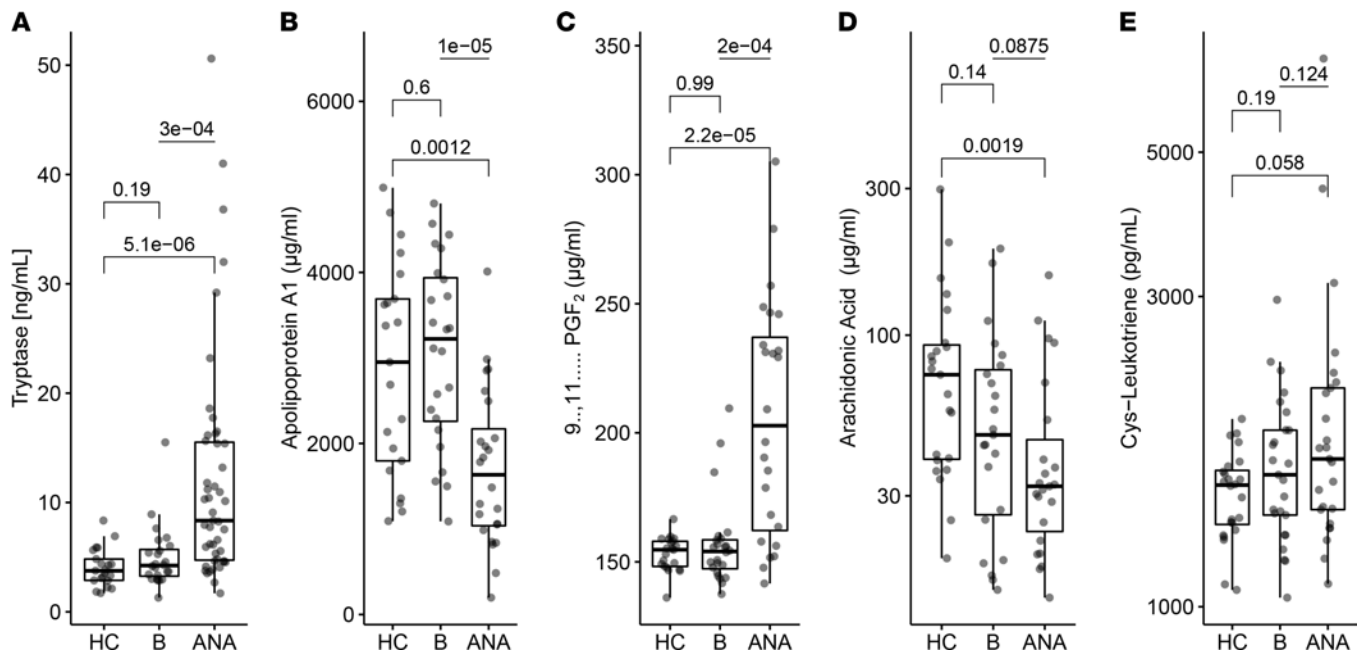 A
Tryptase [ng/mL]
50
40
30
20
10
0
3e−04
0.19
5.1e−06
HC B ANA
B
Apolipoprotein A1 (µg/ml)
6000
4000
2000
0
1e−05
0.6
0.0012
HC B ANA
C
9..,11..... PGF₂ (µg/ml)
350
300
250
200
150
2e−04
0.99
2.2e−05
HC B ANA
D
Arachidonic Acid (µg/ml)
300
100
30
0.0875
0.14
0.0019
HC B ANA
E
Cys−Leukotriene (pg/mL)
5000
3000
1000
0.124
0.19
0.058
HC B ANA